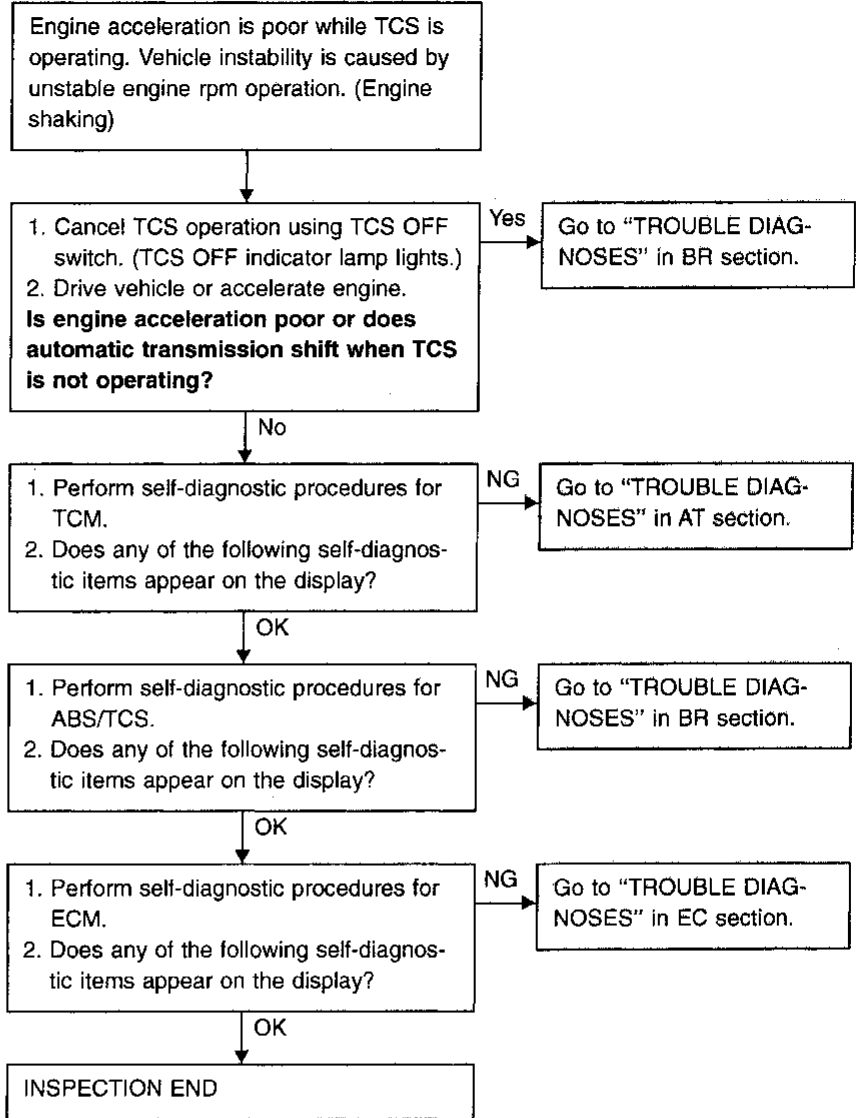 Engine acceleration is poor while TCS is
operating. Vehicle instability is caused by
unstable engine rpm operation. (Engine
shaking)
1. Cancel TCS operation using TCS OFF
switch. (TCS OFF indicator lamp lights.)
2. Drive vehicle or accelerate engine.
Is engine acceleration poor or does
automatic transmission shift when TCS
is not operating?
Yes
Go to “TROUBLE DIAG-
NOSES” in BR section.
No
1. Perform self-diagnostic procedures for
TCM.
2. Does any of the following self-diagnos-
tic items appear on the display?
NG
Go to “TROUBLE DIAG-
NOSES” in AT section.
OK
1. Perform self-diagnostic procedures for
ABS/TCS.
2. Does any of the following self-diagnos-
tic items appear on the display?
NG
Go to “TROUBLE DIAG-
NOSES” in BR section.
OK
1. Perform self-diagnostic procedures for
ECM.
2. Does any of the following self-diagnos-
tic items appear on the display?
NG
Go to “TROUBLE DIAG-
NOSES” in EC section.
OK
INSPECTION END